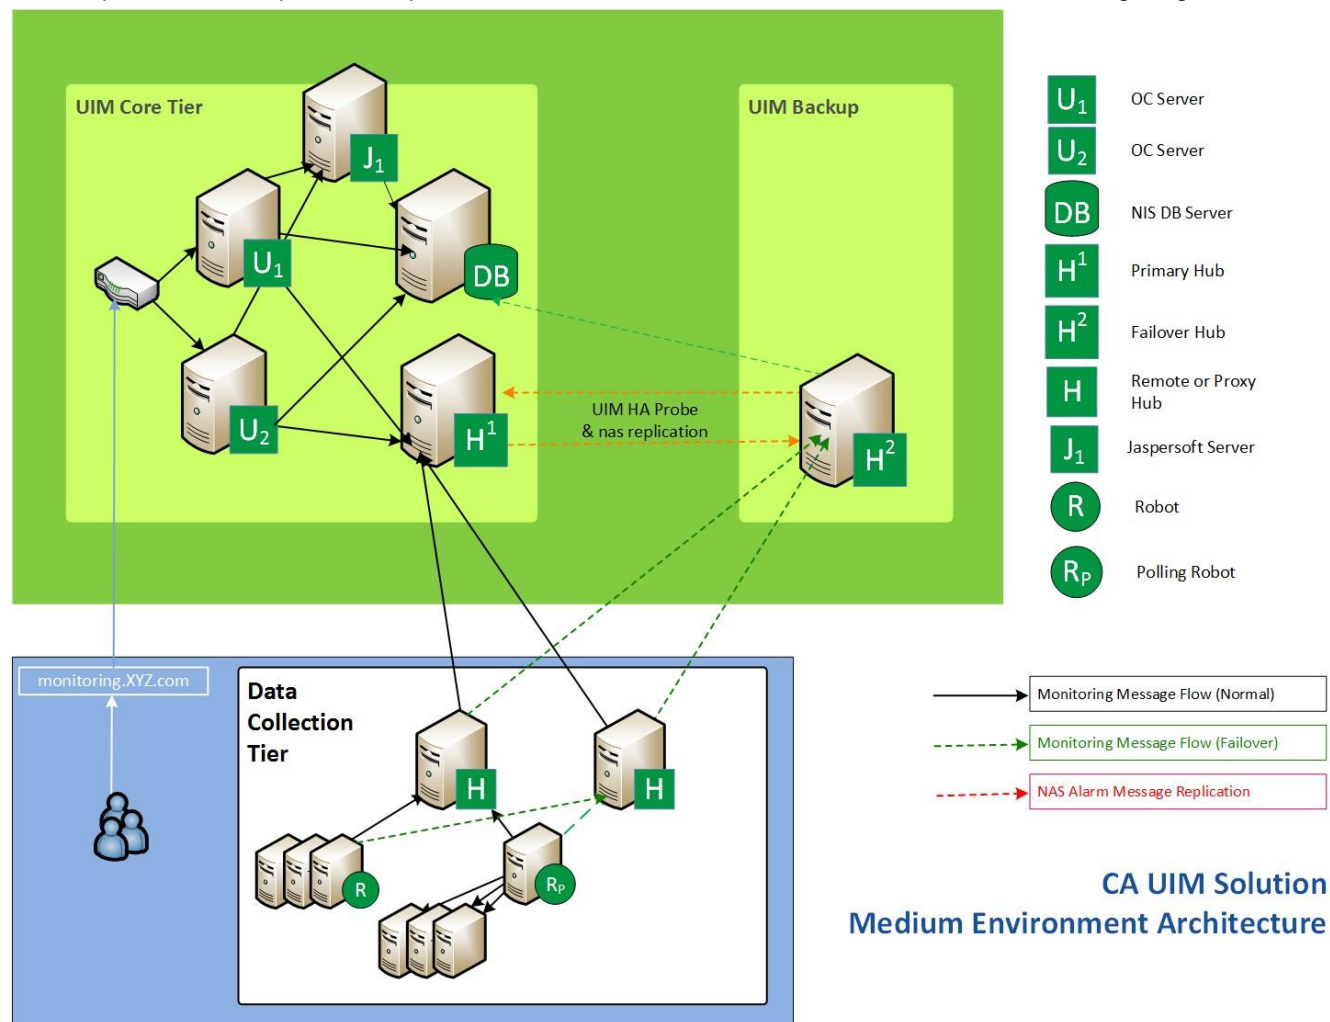 UIM Core Tier
J1
U1
DB
U2
H1
UIM HA Probe
& nas replication
UIM Backup
H2
U1 OC Server
U2 OC Server
DB NIS DB Server
H1 Primary Hub
H2 Failover Hub
H Remote or Proxy
Hub
J1 Jaspersoft Server
R Robot
RP Polling Robot
monitoring.XYZ.com
Data
Collection
Tier
H
H
R
RP
Monitoring Message Flow (Normal)
Monitoring Message Flow (Failover)
NAS Alarm Message Replication
CA UIM Solution
Medium Environment Architecture